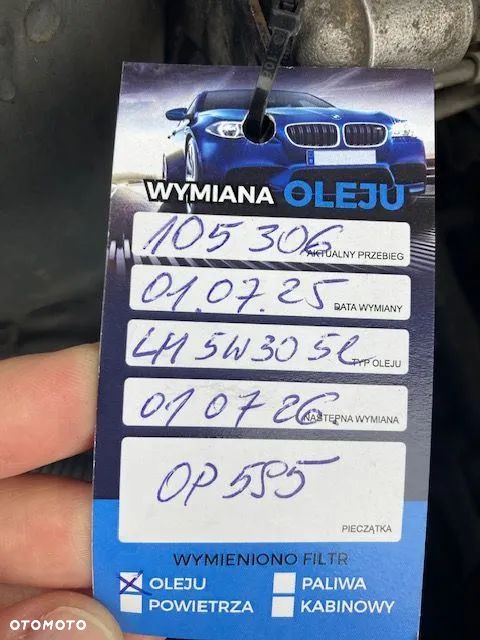 WYMIANA OLEJU
105 306
AKTUALNY PRZEBIEG
01.07.25
DATA WYMIANY
LM 5W30 5L
TYP OLEJU
01 07 26.
NASTĘPNA WYMIANA
OP 595
PIECZĄTKA
WYMIENIONO FILTR
OLEJU PALIWA
POWIETRZA KABINOWY
OTOMOTO